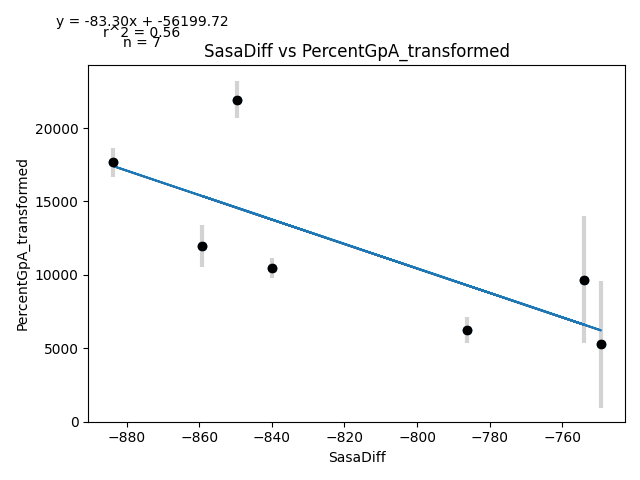 y = -83.30x + -56199.72
r^2 = 0.56
n = 7
SasaDiff vs PercentGpA_transformed
PercentGpA_transformed
20000
15000
10000
5000
0
−880 −860 −840 −820 −800 −780 −760
SasaDiff